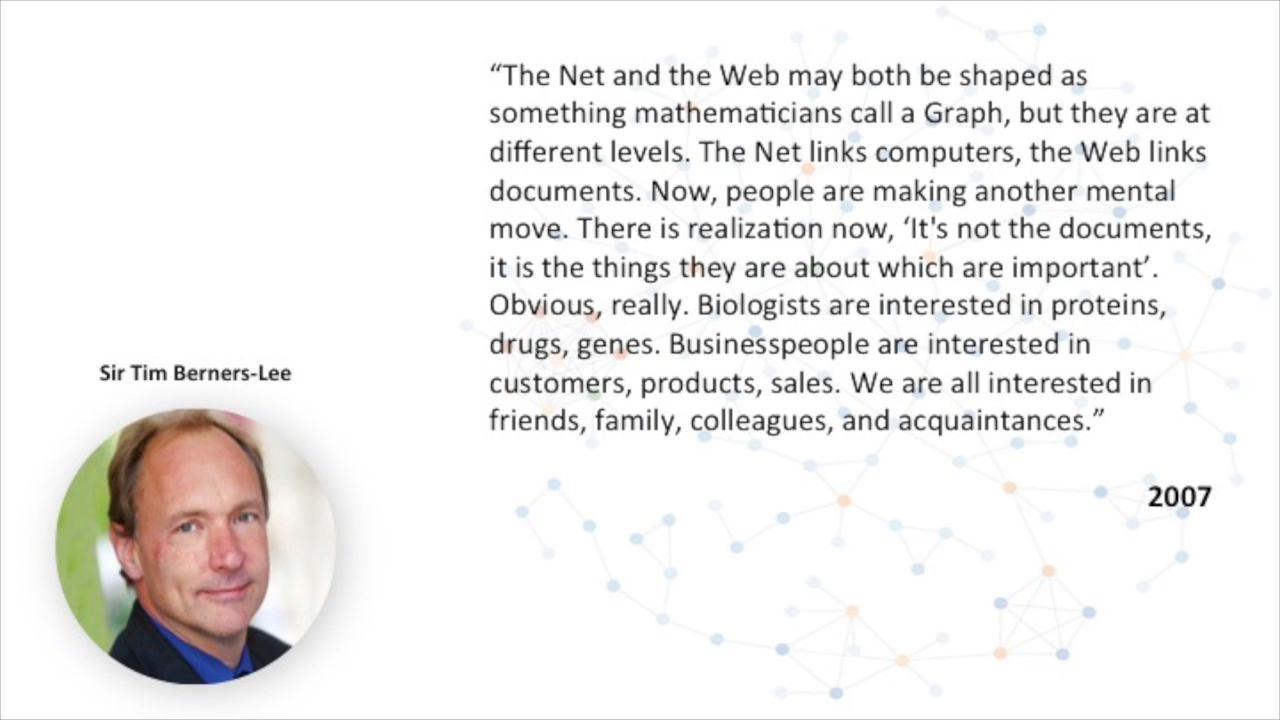 “The Net and the Web may both be shaped as
something mathematicians call a Graph, but they are at
different levels. The Net links computers, the Web links
documents. Now, people are making another mental
move. There is realization now, ‘It's not the documents,
it is the things they are about which are important’.
Obvious, really. Biologists are interested in proteins,
drugs, genes. Businesspeople are interested in
customers, products, sales. We are all interested in
friends, family, colleagues, and acquaintances.”
2007
Sir Tim Berners-Lee